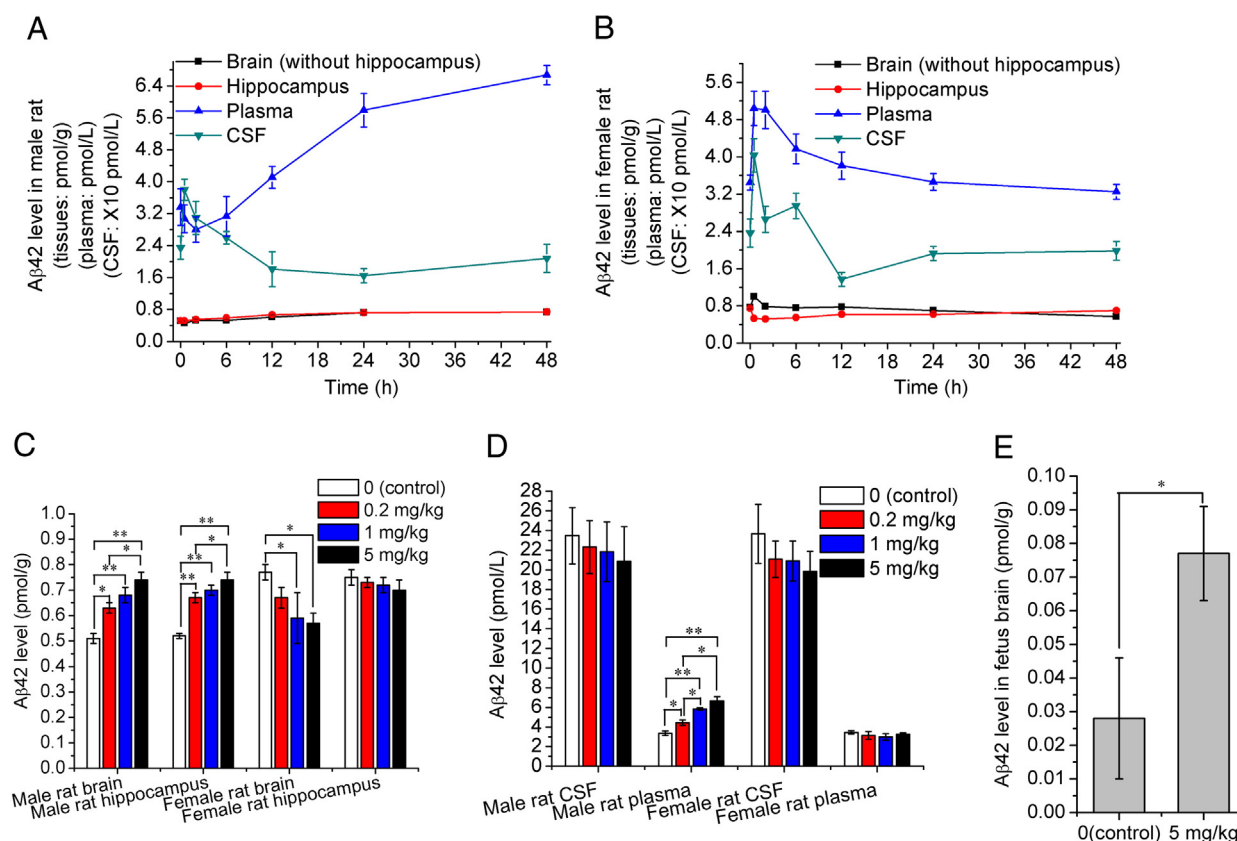 A
Brain (without hippocampus)
Hippocampus
Plasma
CSF
Aβ42 level in male rat
(tissues: pmol/g)
(plasma: pmol/L)
(CSF: X10 pmol/L)
6.4
5.6
4.8
4.0
3.2
2.4
1.6
0.8
0.0
0 6 12 18 24 30 36 42 48
Time (h)
B
Brain (without hippocampus)
Hippocampus
Plasma
CSF
Aβ42 level in female rat
(tissues: pmol/g)
(plasma: pmol/L)
(CSF: X10 pmol/L)
5.6
4.8
4.0
3.2
2.4
1.6
0.8
0.0
0 6 12 18 24 30 36 42 48
Time (h)
C
0 (control)
0.2 mg/kg
1 mg/kg
5 mg/kg
Aβ42 level (pmol/g)
1.0
0.9
0.8
0.7
0.6
0.5
0.4
0.3
0.2
0.1
0.0
** ** *
* ** *
** *
* **
Male rat brain
Male rat hippocampus
Female rat brain
Female rat hippocampus
D
0 (control)
0.2 mg/kg
1 mg/kg
5 mg/kg
Aβ42 level (pmol/L)
28
26
24
22
20
18
16
14
12
10
8
6
4
2
0
**
*
**
* *
Male rat CSF
Male rat plasma
Female rat CSF
Female rat plasma
E
Aβ42 level in fetus brain (pmol/g)
0.10
0.09
0.08
0.07
0.06
0.05
0.04
0.03
0.02
0.01
0.00
*
0(control) 5 mg/kg